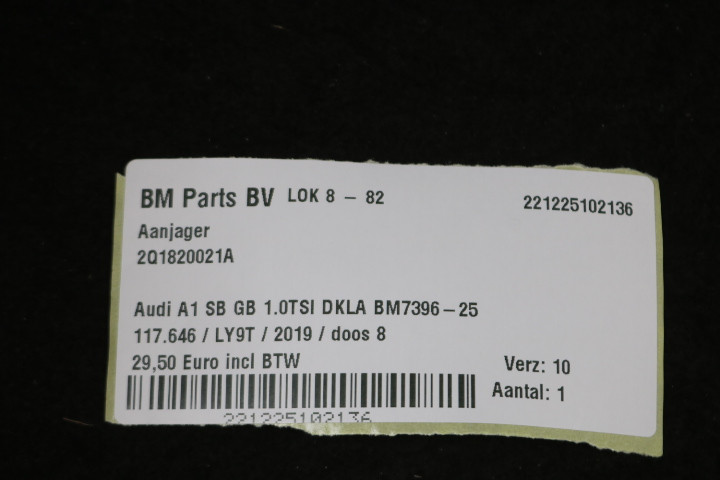 BM Parts BV LOK 8 - 82 221225102136
Aanjager
2Q1820021A
Audi A1 SB GB 1.0TSI DKLA BM7396-25
117.646 / LY9T / 2019 / doos 8
29,50 Euro incl BTW Verz: 10
Aantal: 1
221225102136